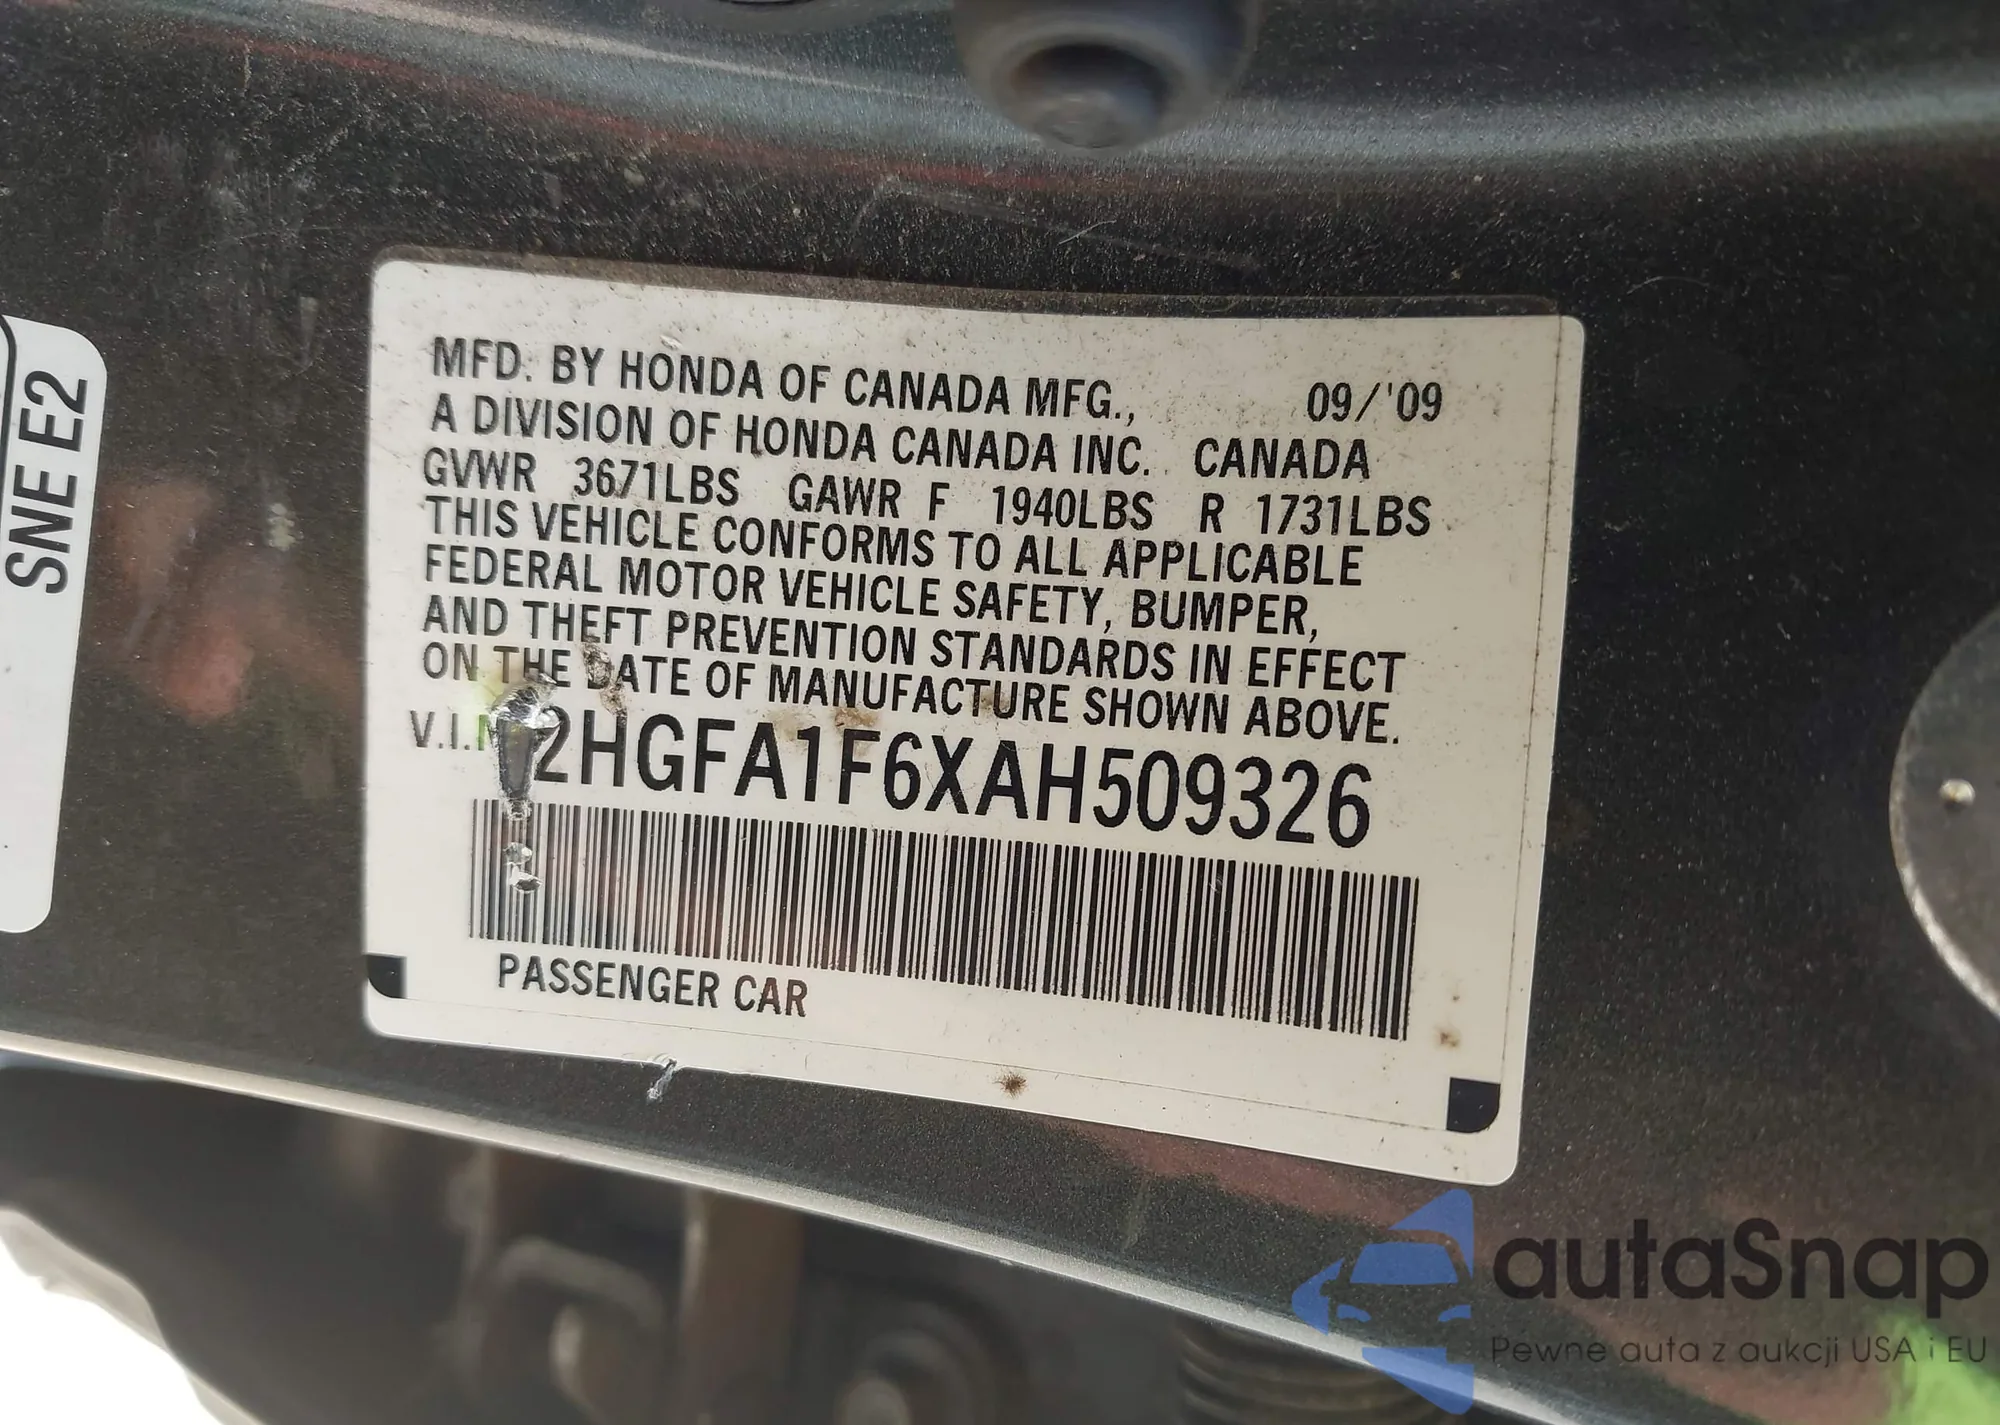 SNE E2
MFD. BY HONDA OF CANADA MFG., 09/'09
A DIVISION OF HONDA CANADA INC. CANADA
GVWR 3671LBS GAWR F 1940LBS R 1731LBS
THIS VEHICLE CONFORMS TO ALL APPLICABLE
FEDERAL MOTOR VEHICLE SAFETY, BUMPER,
AND THEFT PREVENTION STANDARDS IN EFFECT
ON THE DATE OF MANUFACTURE SHOWN ABOVE.
V.I.N 2HGFA1F6XAH509326
PASSENGER CAR
autaSnap
Pewne auta z aukcji USA i EU